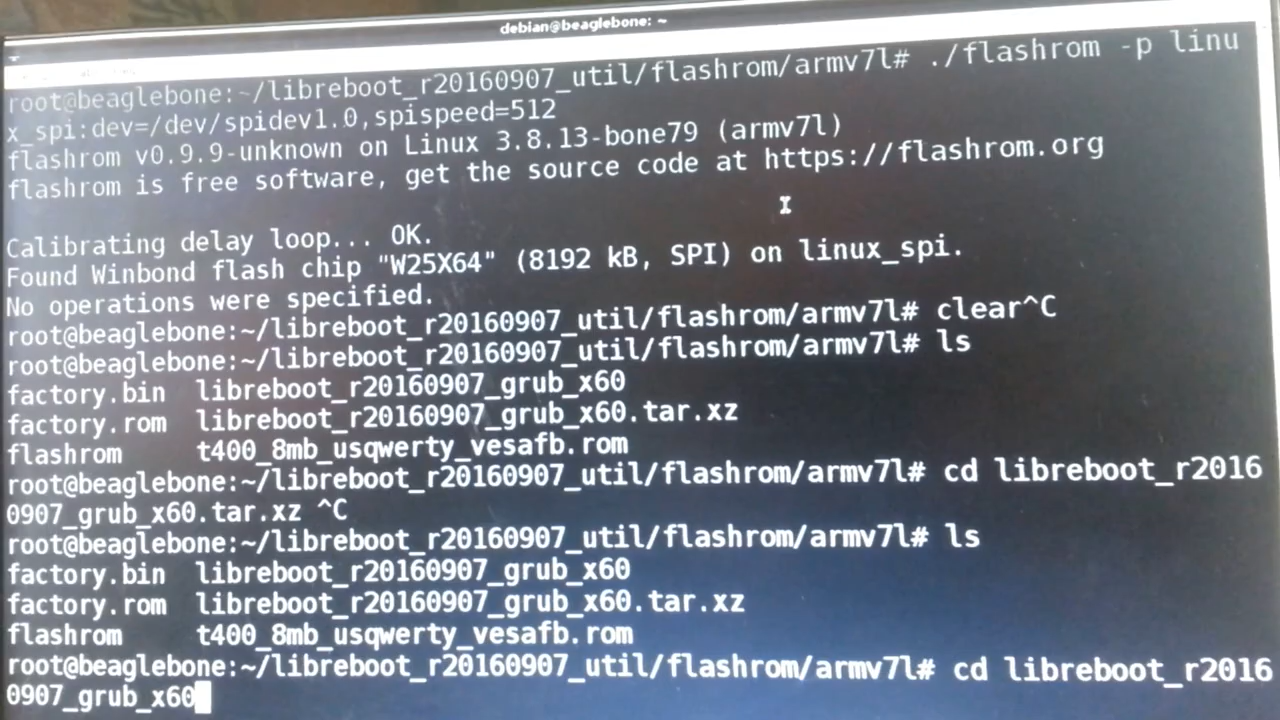 debian@beaglebone: ~
root@beaglebone:~/libreboot_r20160907_util/flashrom/armv7l# ./flashrom -p linu
x_spi:dev=/dev/spidev1.0,spispeed=512
flashrom v0.9.9-unknown on Linux 3.8.13-bone79 (armv7l)
flashrom is free software, get the source code at https://flashrom.org
Calibrating delay loop... OK.
Found Winbond flash chip "W25X64" (8192 kB, SPI) on linux_spi.
No operations were specified.
root@beaglebone:~/libreboot_r20160907_util/flashrom/armv7l# clear^C
root@beaglebone:~/libreboot_r20160907_util/flashrom/armv7l# ls
factory.bin  libreboot_r20160907_grub_x60
factory.rom  libreboot_r20160907_grub_x60.tar.xz
flashrom     t400_8mb_usqwerty_vesafb.rom
root@beaglebone:~/libreboot_r20160907_util/flashrom/armv7l# cd libreboot_r2016
0907_grub_x60.tar.xz ^C
root@beaglebone:~/libreboot_r20160907_util/flashrom/armv7l# ls
factory.bin  libreboot_r20160907_grub_x60
factory.rom  libreboot_r20160907_grub_x60.tar.xz
flashrom     t400_8mb_usqwerty_vesafb.rom
root@beaglebone:~/libreboot_r20160907_util/flashrom/armv7l# cd libreboot_r2016
0907_grub_x60